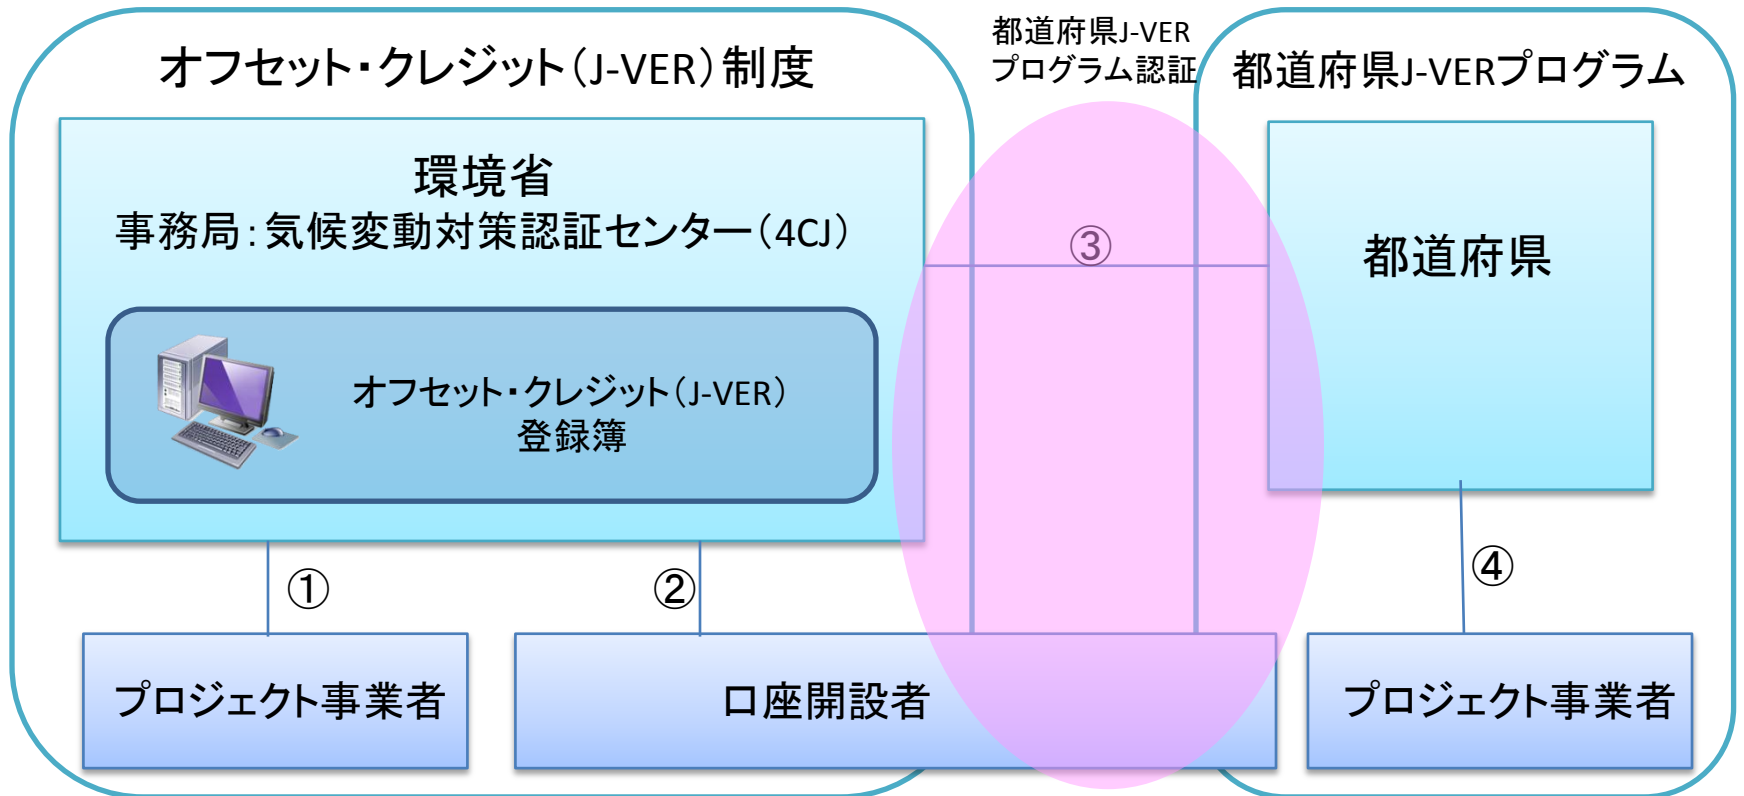 オフセット・クレジット（J-VER）制度
都道府県J-VER
プログラム認証
都道府県J-VERプログラム
環境省
事務局：気候変動対策認証センター（4CJ）
③
都道府県
オフセット・クレジット（J-VER）
登録簿
①
②
④
プロジェクト事業者
口座開設者
プロジェクト事業者